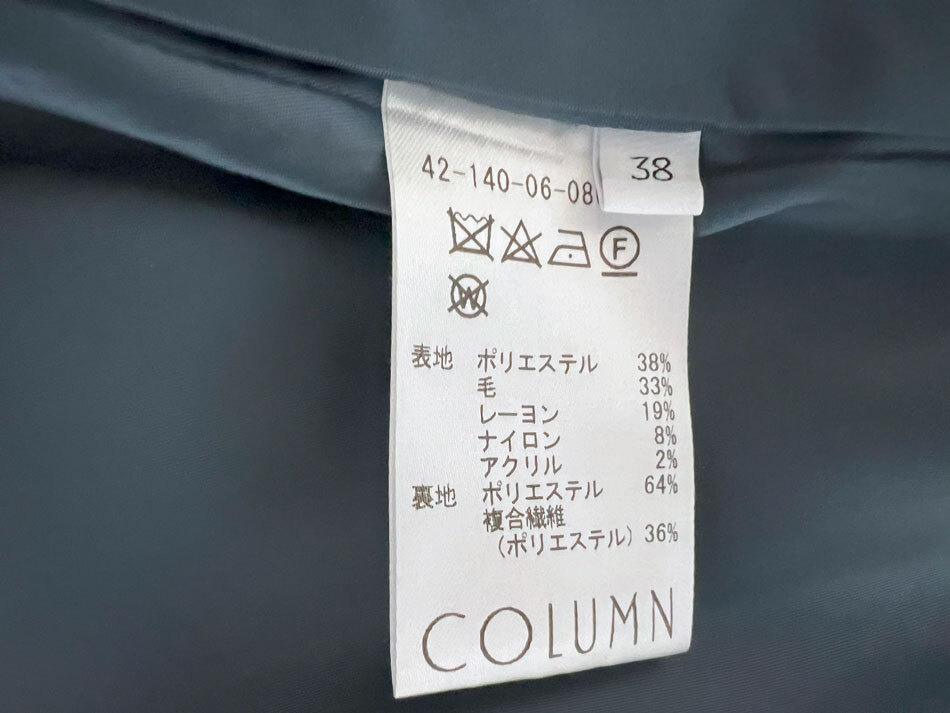 42-140-06-08
38
F
W
表地 ポリエステル 38%
毛 33%
レーヨン 19%
ナイロン 8%
アクリル 2%
裏地 ポリエステル 64%
複合繊維
(ポリエステル) 36%
COLUMN